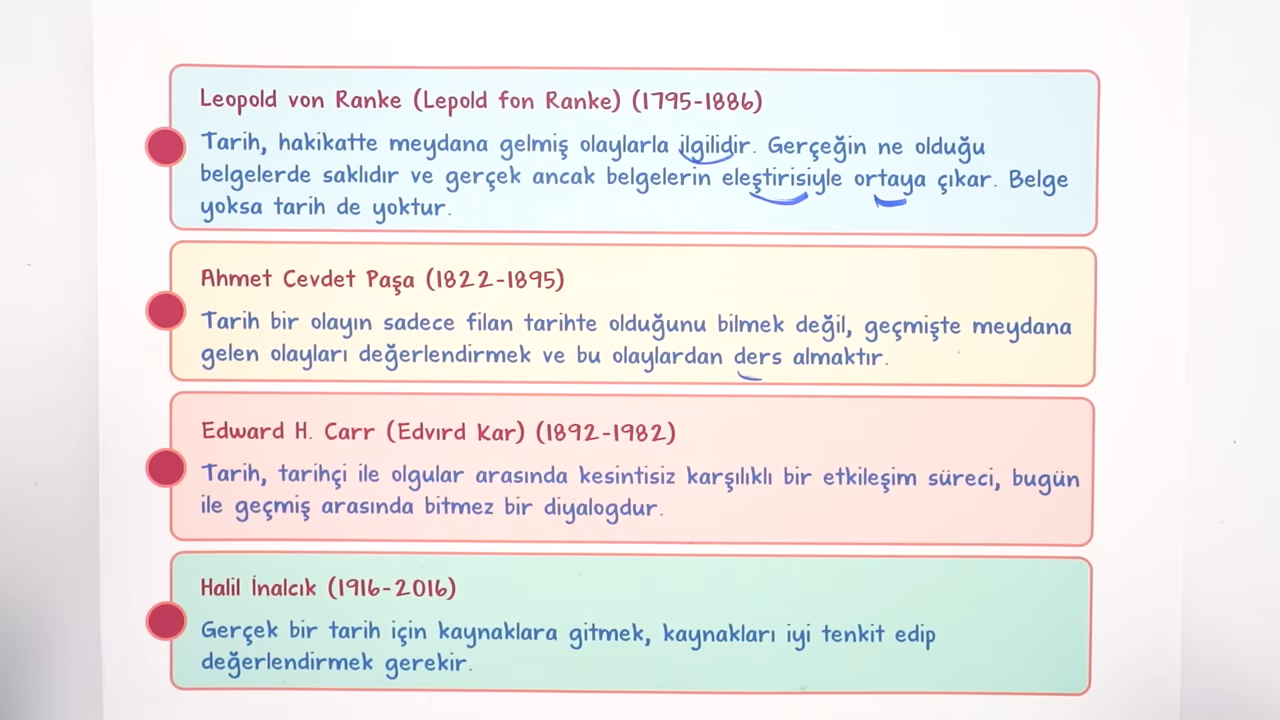 Leopold von Ranke (Lepold fon Ranke) (1795-1886)
Tarih, hakikatte meydana gelmiş olaylarla ilgilidir. Gerçeğin ne olduğu
belgelerde saklıdır ve gerçek ancak belgelerin eleştirisiyle ortaya çıkar. Belge
yoksa tarih de yoktur.
Ahmet Cevdet Paşa (1822-1895)
Tarih bir olayın sadece filan tarihte olduğunu bilmek değil, geçmişte meydana
gelen olayları değerlendirmek ve bu olaylardan ders almaktır.
Edward H. Carr (Edvırd Kar) (1892-1982)
Tarih, tarihçi ile olgular arasında kesintisiz karşılıklı bir etkileşim süreci, bugün
ile geçmiş arasında bitmez bir diyalogdur.
Halil İnalcık (1916-2016)
Gerçek bir tarih için kaynaklara gitmek, kaynakları iyi tenkit edip
değerlendirmek gerekir.